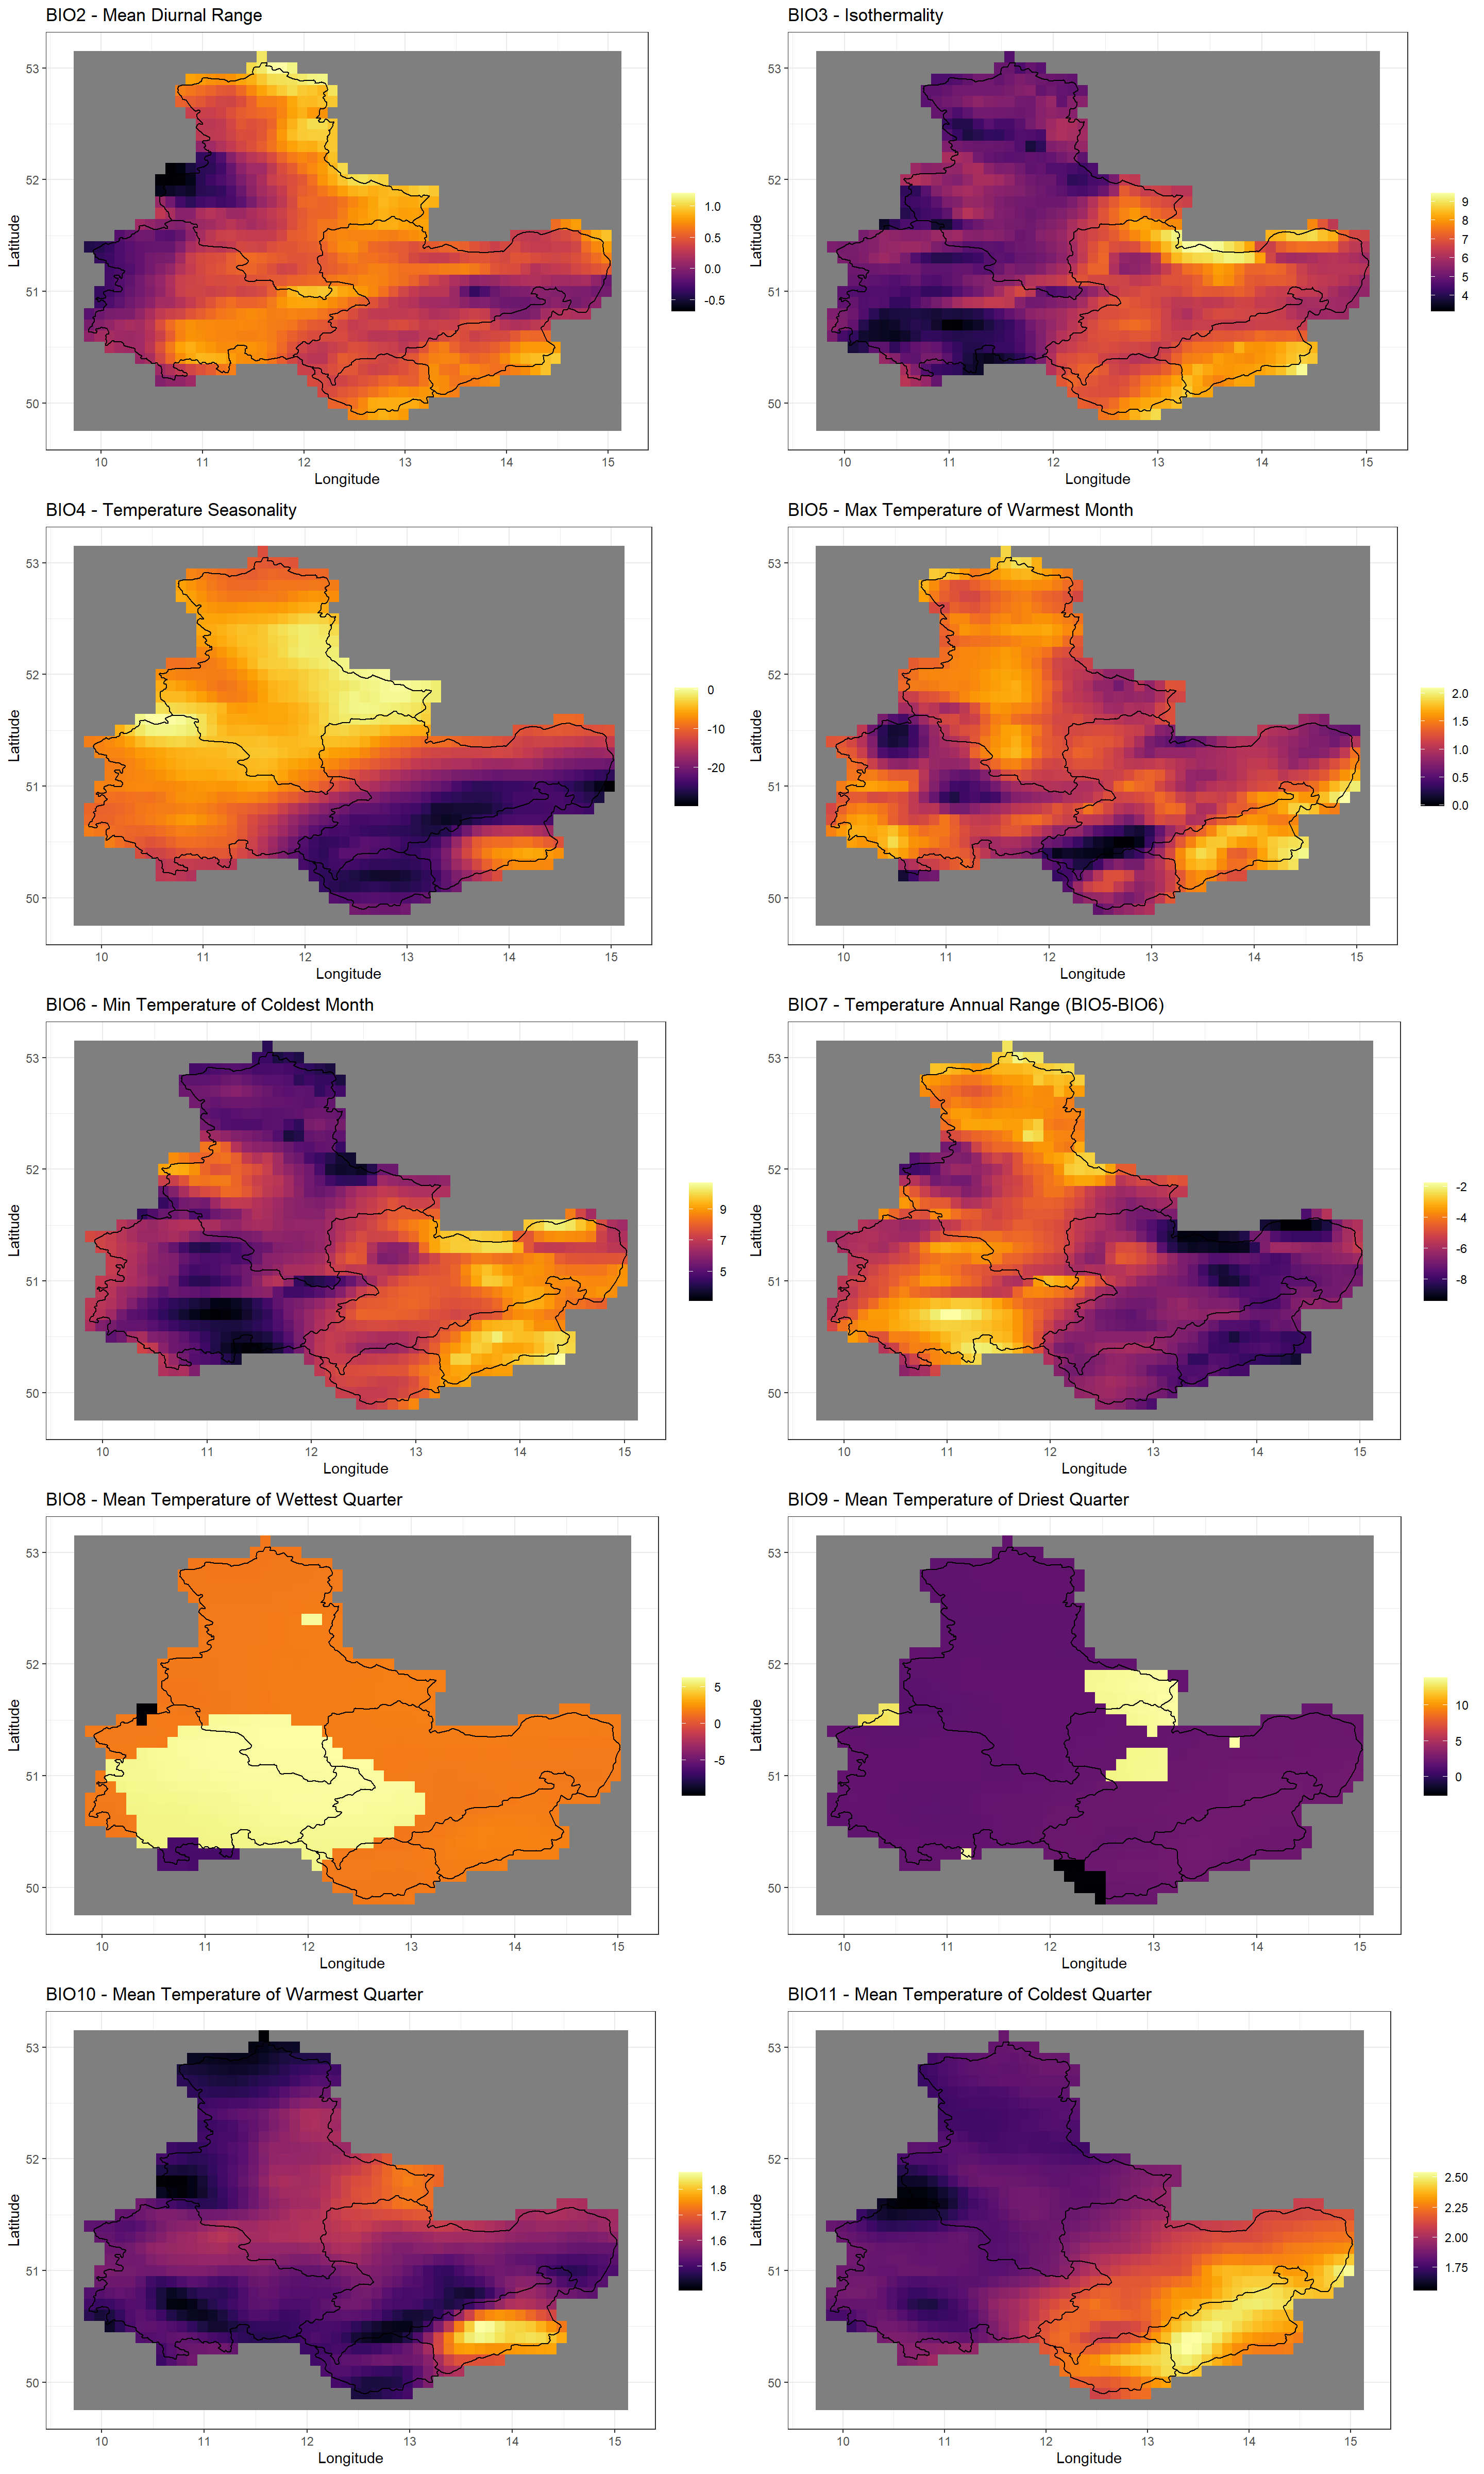 BIO2 - Mean Diurnal Range
53
52
51
50
Latitude
10 11 12 13 14 15
Longitude
1.0
0.5
0.0
-0.5
BIO3 - Isothermality
53
52
51
50
Latitude
10 11 12 13 14 15
Longitude
9
8
7
6
5
4
BIO4 - Temperature Seasonality
53
52
51
50
Latitude
10 11 12 13 14 15
Longitude
0
-10
-20
BIO5 - Max Temperature of Warmest Month
53
52
51
50
Latitude
10 11 12 13 14 15
Longitude
2.0
1.5
1.0
0.5
0.0
BIO6 - Min Temperature of Coldest Month
53
52
51
50
Latitude
10 11 12 13 14 15
Longitude
9
7
5
BIO7 - Temperature Annual Range (BIO5-BIO6)
53
52
51
50
Latitude
10 11 12 13 14 15
Longitude
-2
-4
-6
-8
BIO8 - Mean Temperature of Wettest Quarter
53
52
51
50
Latitude
10 11 12 13 14 15
Longitude
5
0
-5
BIO9 - Mean Temperature of Driest Quarter
53
52
51
50
Latitude
10 11 12 13 14 15
Longitude
10
5
0
BIO10 - Mean Temperature of Warmest Quarter
53
52
51
50
Latitude
10 11 12 13 14 15
Longitude
1.8
1.7
1.6
1.5
BIO11 - Mean Temperature of Coldest Quarter
53
52
51
50
Latitude
10 11 12 13 14 15
Longitude
2.50
2.25
2.00
1.75